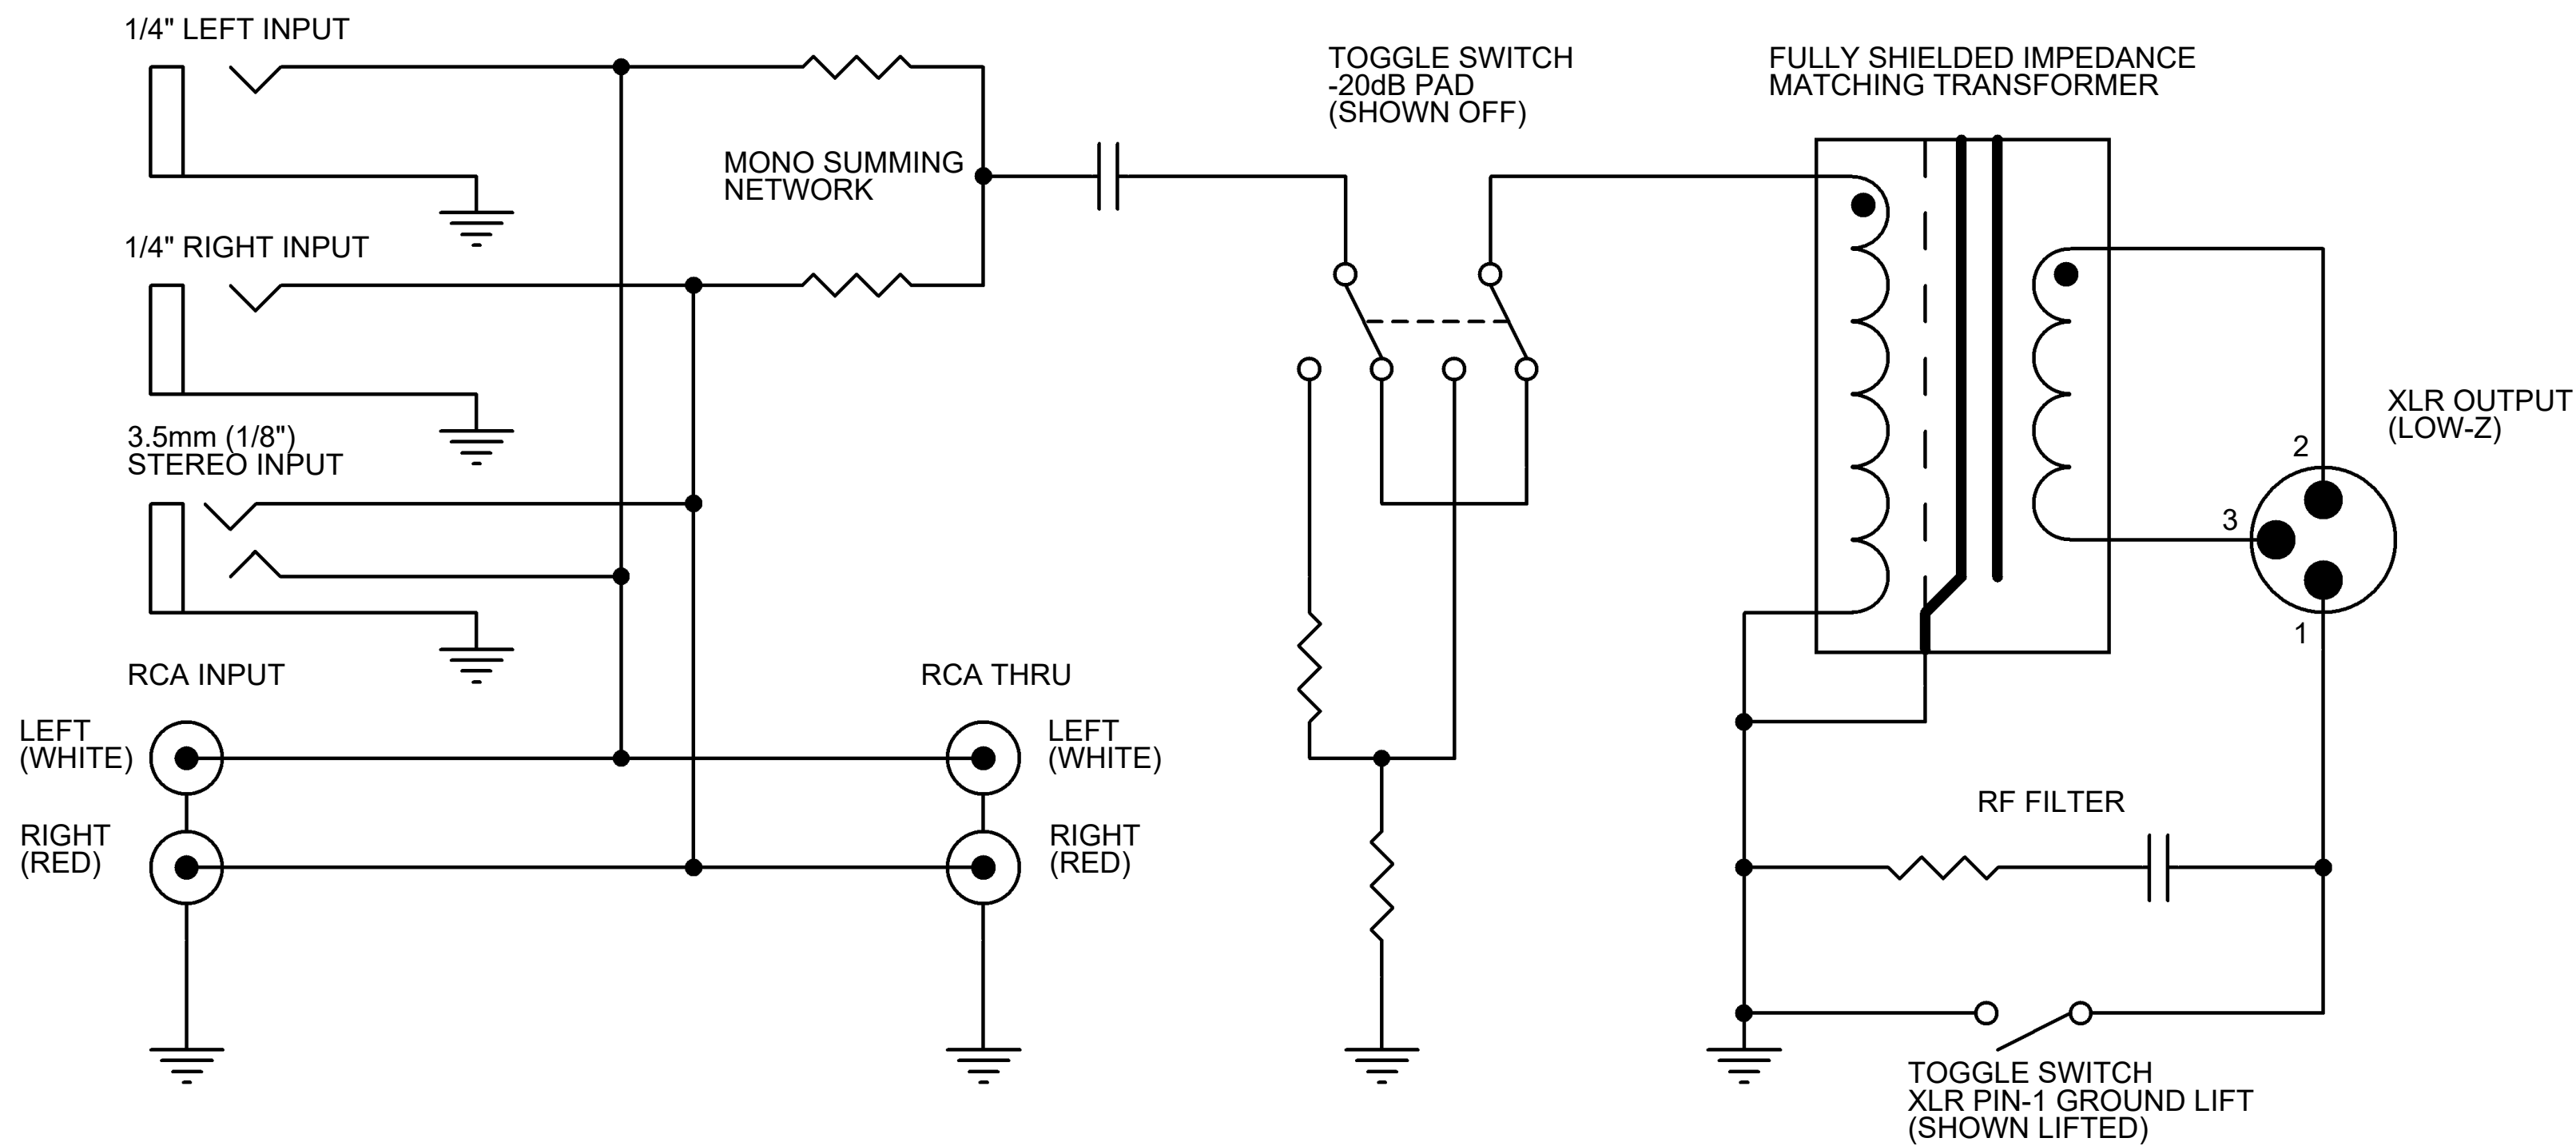 1/4" LEFT INPUT
TOGGLE SWITCH
-20dB PAD
(SHOWN OFF)
FULLY SHIELDED IMPEDANCE
MATCHING TRANSFORMER
MONO SUMMING
NETWORK
1/4" RIGHT INPUT
3.5mm (1/8")
STEREO INPUT
XLR OUTPUT
(LOW-Z)
2
3
1
RCA INPUT
RCA THRU
LEFT
(WHITE)
LEFT
(WHITE)
RIGHT
(RED)
RIGHT
(RED)
RF FILTER
TOGGLE SWITCH
XLR PIN-1 GROUND LIFT
(SHOWN LIFTED)